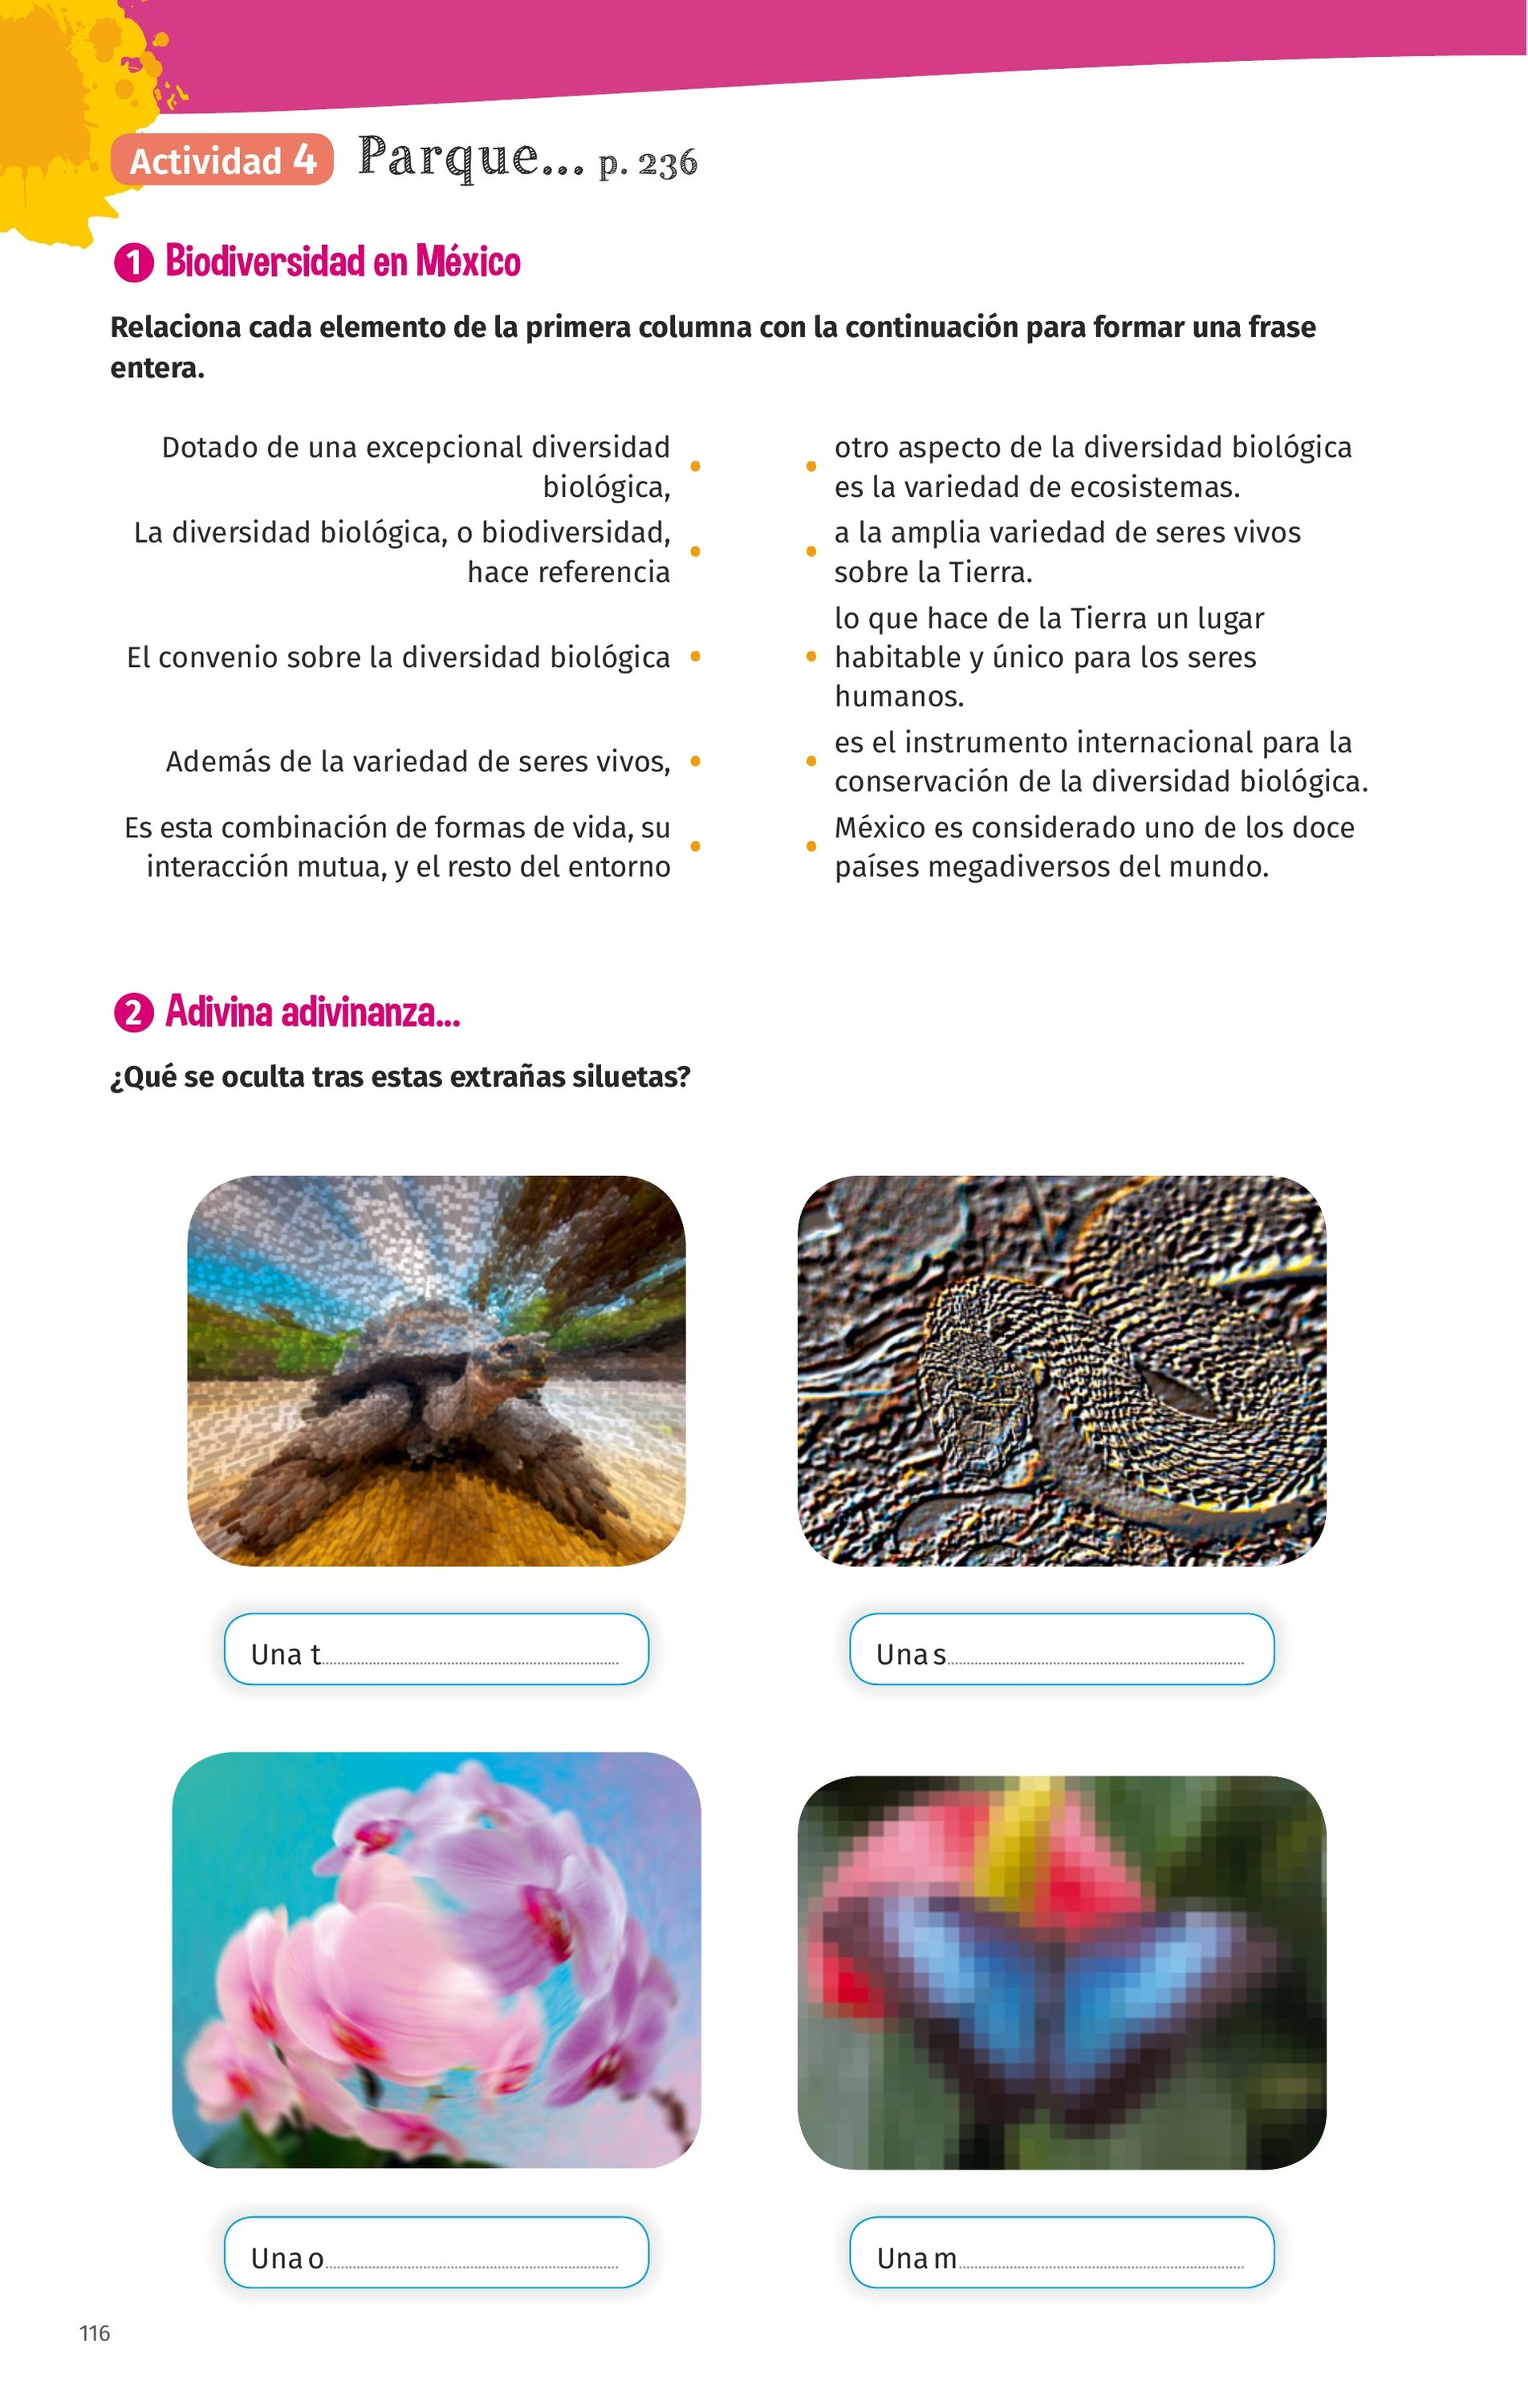 Actividad 4 Parque... p. 236
1 Biodiversidad en México
Relaciona cada elemento de la primera columna con la continuación para formar una frase
entera.
Dotado de una excepcional diversidad
biológica,
otro aspecto de la diversidad biológica
es la variedad de ecosistemas.
La diversidad biológica, o biodiversidad,
hace referencia
a la amplia variedad de seres vivos
sobre la Tierra.
El convenio sobre la diversidad biológica
lo que hace de la Tierra un lugar
habitable y único para los seres
humanos.
Además de la variedad de seres vivos,
es el instrumento internacional para la
conservación de la diversidad biológica.
Es esta combinación de formas de vida, su
interacción mutua, y el resto del entorno
México es considerado uno de los doce
países megadiversos del mundo.
2 Adivina adivinanza...
¿Qué se oculta tras estas extrañas siluetas?
Una t
Una s
Una o
Una m
116